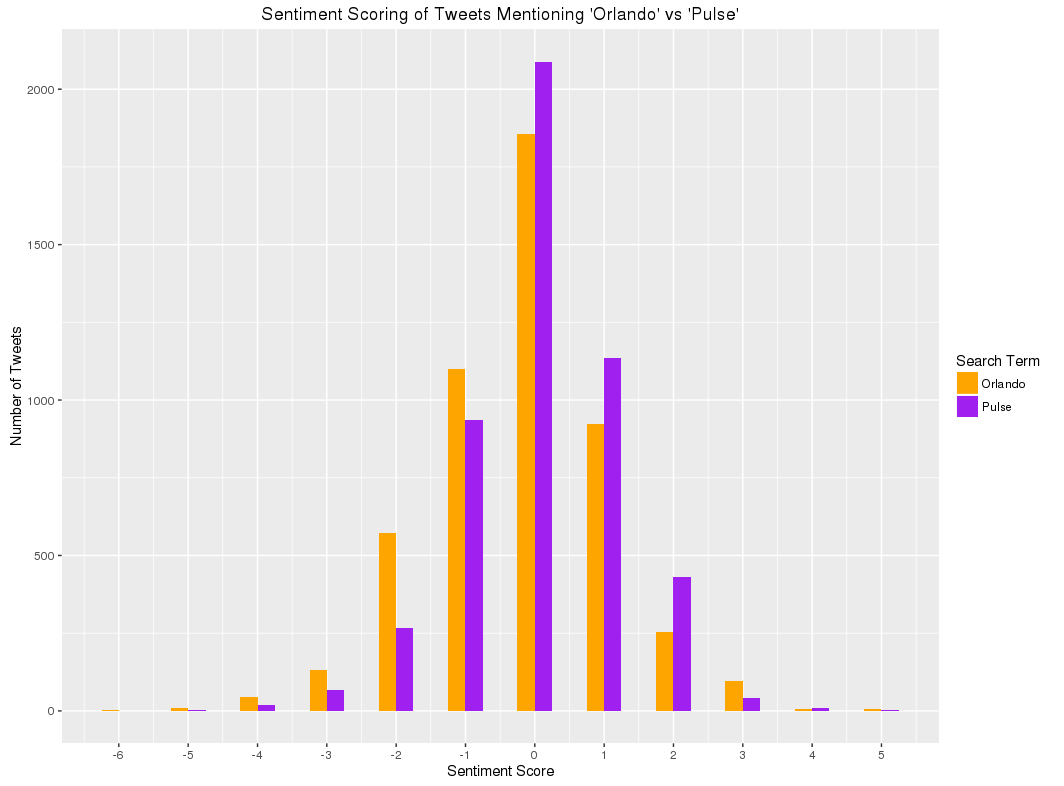 Sentiment Scoring of Tweets Mentioning 'Orlando' vs 'Pulse'
Number of Tweets
2000
1500
1000
500
0
-6 -5 -4 -3 -2 -1 0 1 2 3 4 5
Sentiment Score
Search Term
Orlando
Pulse